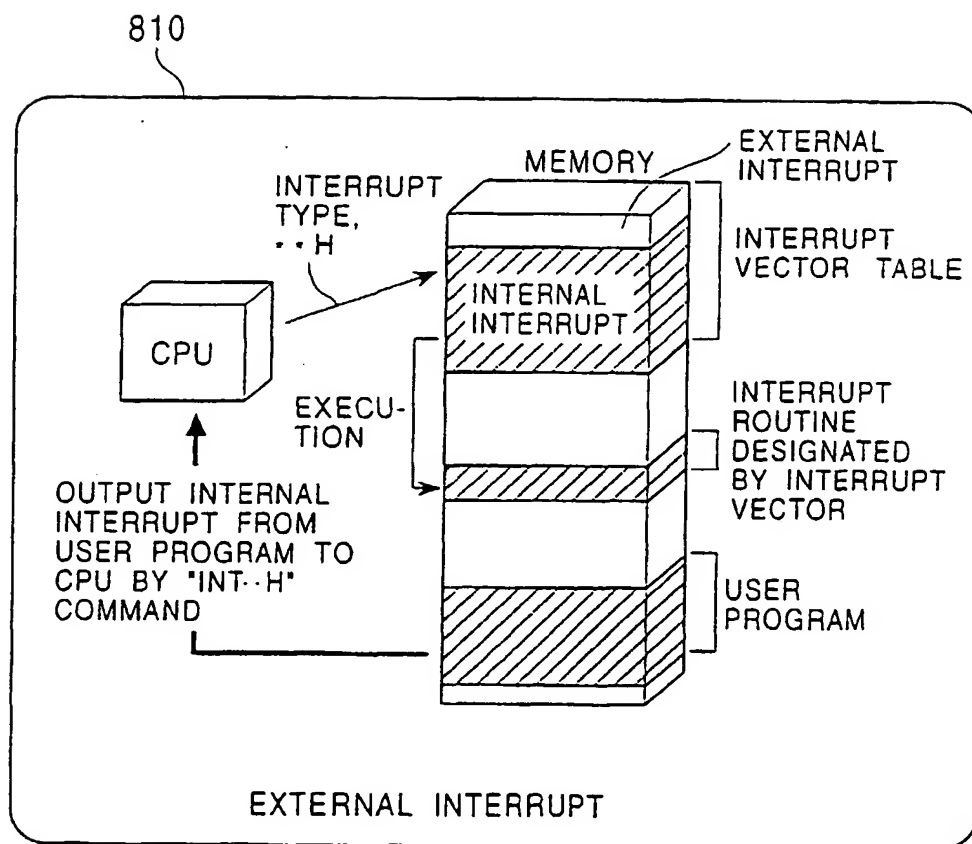 810
MEMORY
EXTERNAL
INTERRUPT
INTERRUPT
TYPE,
··H
INTERRUPT
VECTOR TABLE
INTERNAL
INTERRUPT
CPU
EXECU-
TION
INTERRUPT
ROUTINE
DESIGNATED
BY INTERRUPT
VECTOR
OUTPUT INTERNAL
INTERRUPT FROM
USER PROGRAM TO
CPU BY "INT··H"
COMMAND
USER
PROGRAM
EXTERNAL INTERRUPT